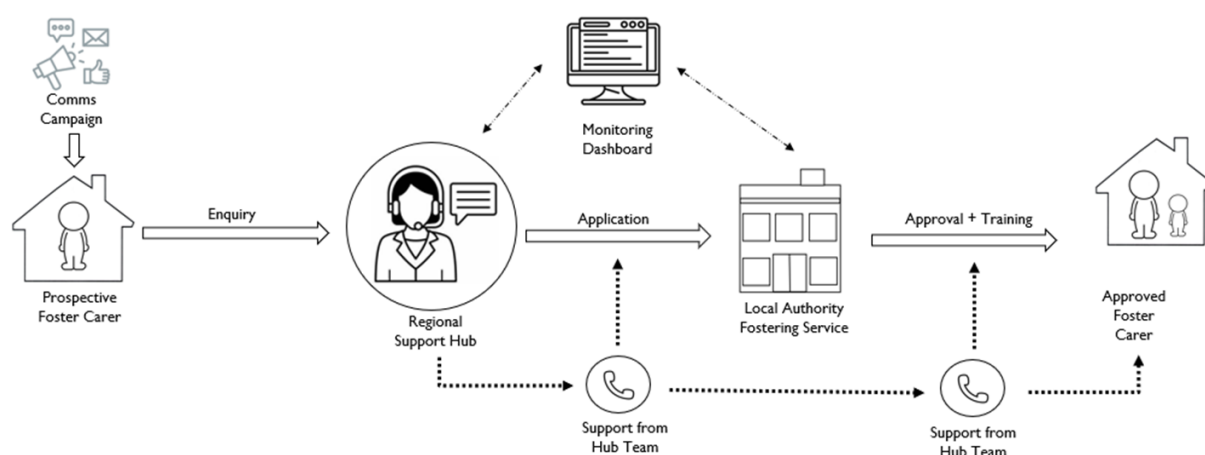 Comms
Campaign
Monitoring
Dashboard
Enquiry
Application
Approval + Training
Prospective
Foster Carer
Regional
Support Hub
Local Authority
Fostering Service
Approved
Foster
Carer
Support from
Hub Team
Support from
Hub Team